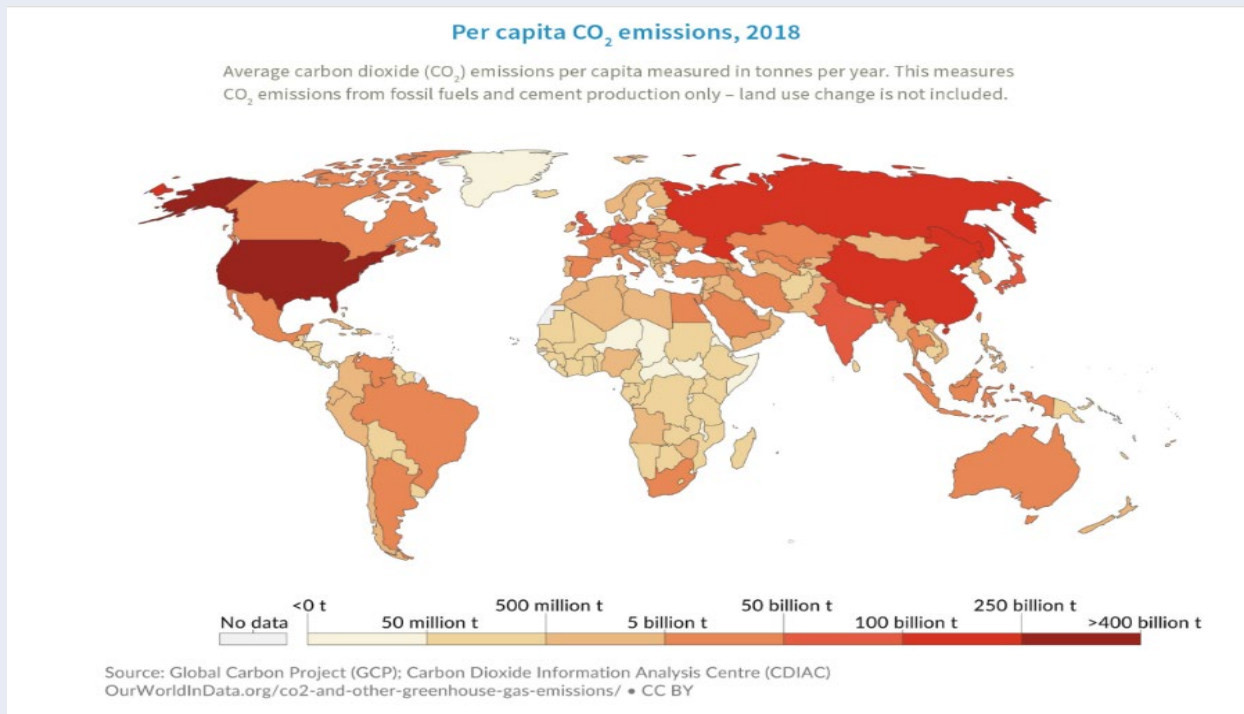 Per capita CO₂ emissions, 2018
Average carbon dioxide (CO₂) emissions per capita measured in tonnes per year. This measures
CO₂ emissions from fossil fuels and cement production only – land use change is not included.
<0 t 500 million t 50 billion t 250 billion t
No data 50 million t 5 billion t 100 billion t >400 billion t
Source: Global Carbon Project (GCP); Carbon Dioxide Information Analysis Centre (CDIAC)
OurWorldInData.org/co2-and-other-greenhouse-gas-emissions/ • CC BY